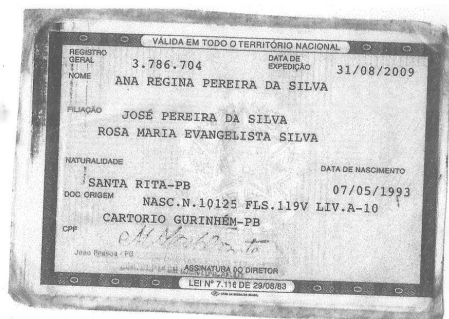 VÁLIDA EM TODO O TERRITÓRIO NACIONAL
REGISTRO GERAL 3.786.704 DATA DE EXPEDIÇÃO 31/08/2009
NOME ANA REGINA PEREIRA DA SILVA
FILIAÇÃO JOSÉ PEREIRA DA SILVA
ROSA MARIA EVANGELISTA SILVA
NATURALIDADE DATA DE NASCIMENTO
SANTA RITA-PB 07/05/1993
DOC. ORIGEM NASC.N.10125 FLS.119V LIV.A-10
CARTORIO GURINHÉM-PB
CPF
João Pessoa - PB
ASSINATURA DO DIRETOR
LEI Nº 7.116 DE 29/08/83